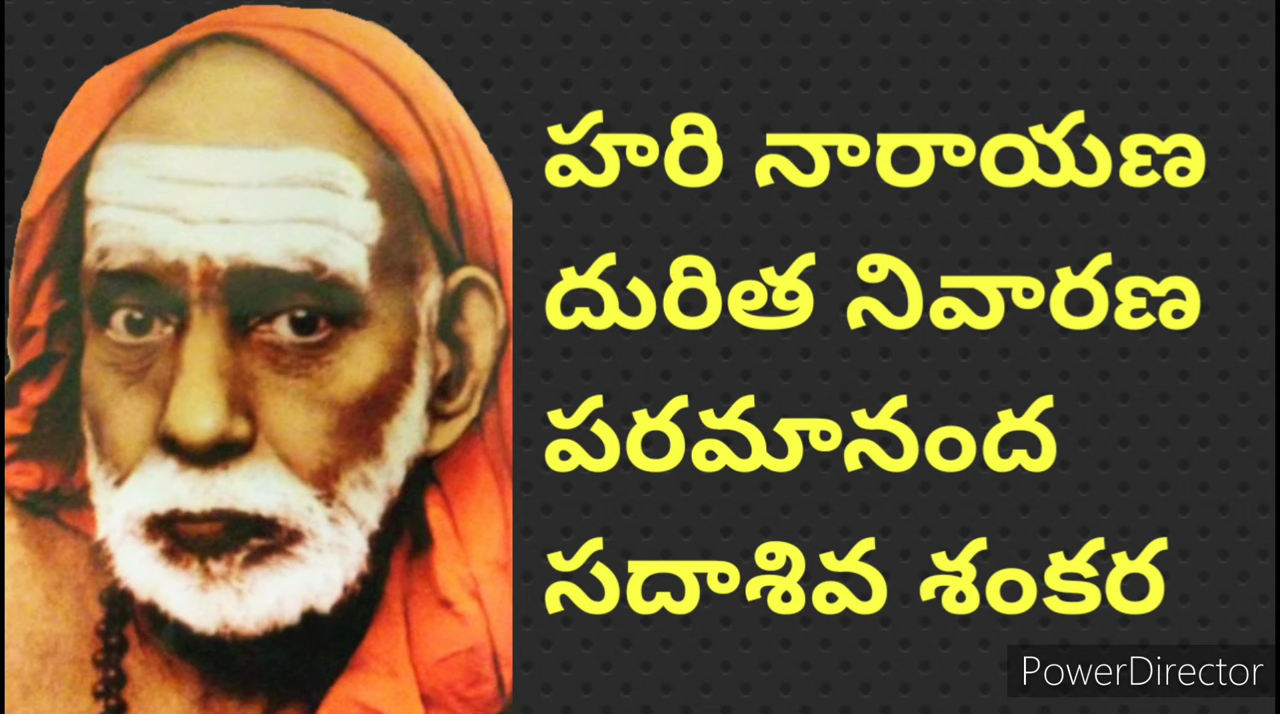 హరి నారాయణ
దురిత నివారణ
పరమానంద
సదాశివ శంకర
PowerDirector